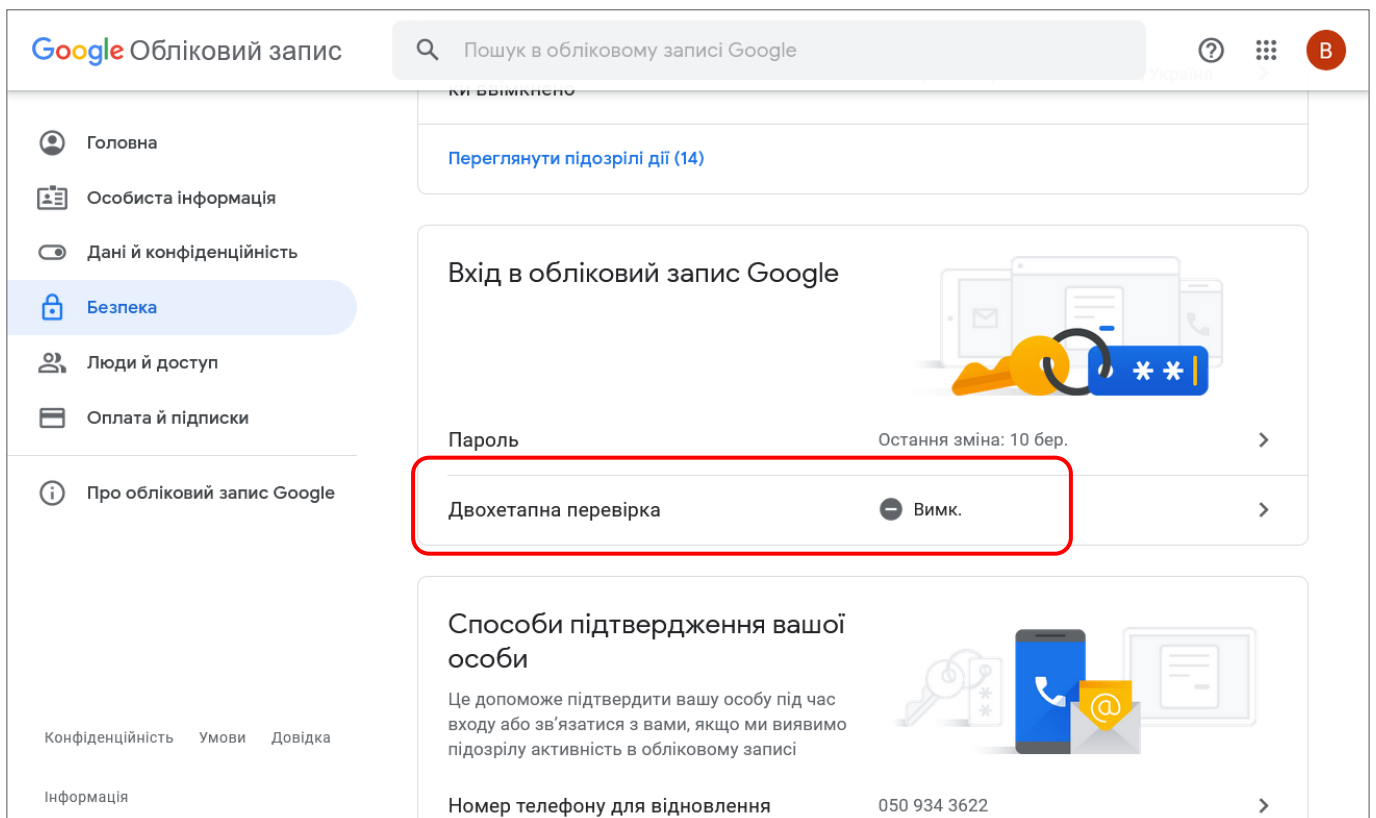 Google Обліковий запис
Пошук в обліковому записі Google
B
Україна
ки ввімкнено
Переглянути підозрілі дії (14)
Головна
Особиста інформація
Дані й конфіденційність
Безпека
Люди й доступ
Оплата й підписки
Про обліковий запис Google
Вхід в обліковий запис Google
**
Пароль
Остання зміна: 10 бер.
Двохетапна перевірка
Вимк.
Способи підтвердження вашої
особи
Це допоможе підтвердити вашу особу під час
входу або зв’язатися з вами, якщо ми виявимо
підозрілу активність в обліковому записі
@
Номер телефону для відновлення
050 934 3622
Конфіденційність Умови Довідка
Інформація